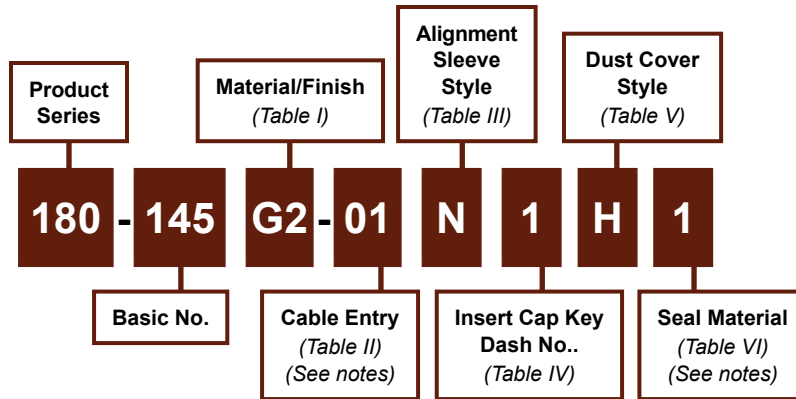 Product
Series
Material/Finish
(Table I)
Alignment
Sleeve
Style
(Table III)
Dust Cover
Style
(Table V)
180 - 145 G2 - 01 N 1 H 1
Basic No.
Cable Entry
(Table II)
(See notes)
Insert Cap Key
Dash No..
(Table IV)
Seal Material
(Table VI)
(See notes)